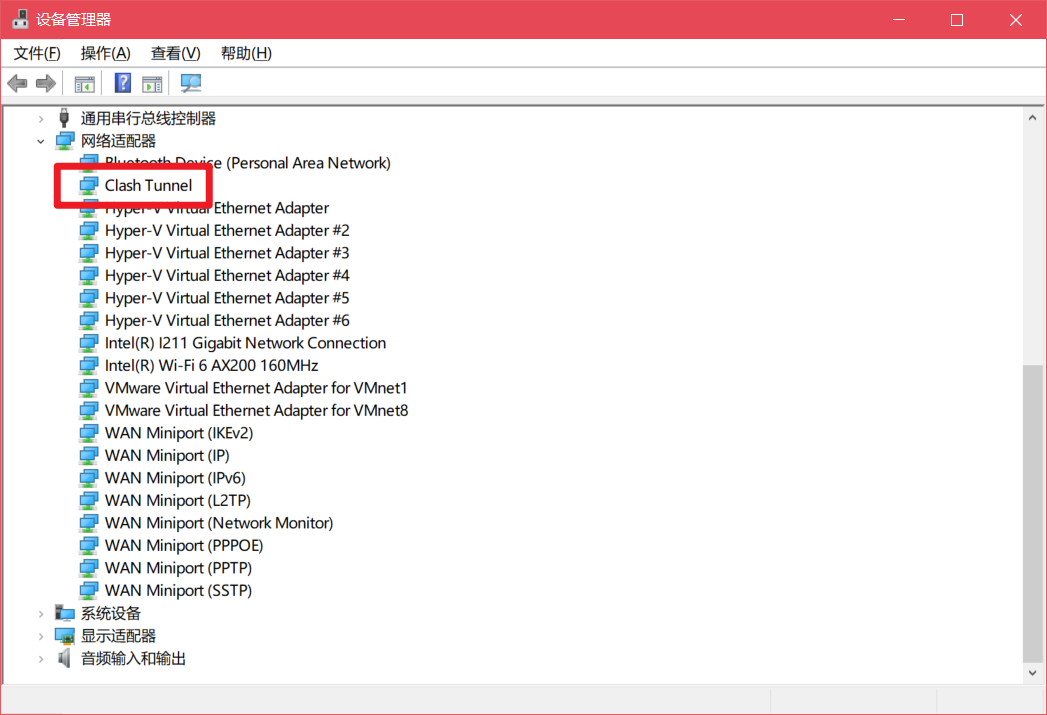 设备管理器
文件(F) 操作(A) 查看(V) 帮助(H)
通用串行总线控制器
网络适配器
Bluetooth Device (Personal Area Network)
Clash Tunnel
Hyper-V Virtual Ethernet Adapter
Hyper-V Virtual Ethernet Adapter #2
Hyper-V Virtual Ethernet Adapter #3
Hyper-V Virtual Ethernet Adapter #4
Hyper-V Virtual Ethernet Adapter #5
Hyper-V Virtual Ethernet Adapter #6
Intel(R) I211 Gigabit Network Connection
Intel(R) Wi-Fi 6 AX200 160MHz
VMware Virtual Ethernet Adapter for VMnet1
VMware Virtual Ethernet Adapter for VMnet8
WAN Miniport (IKEv2)
WAN Miniport (IP)
WAN Miniport (IPv6)
WAN Miniport (L2TP)
WAN Miniport (Network Monitor)
WAN Miniport (PPPOE)
WAN Miniport (PPTP)
WAN Miniport (SSTP)
系统设备
显示适配器
音频输入和输出